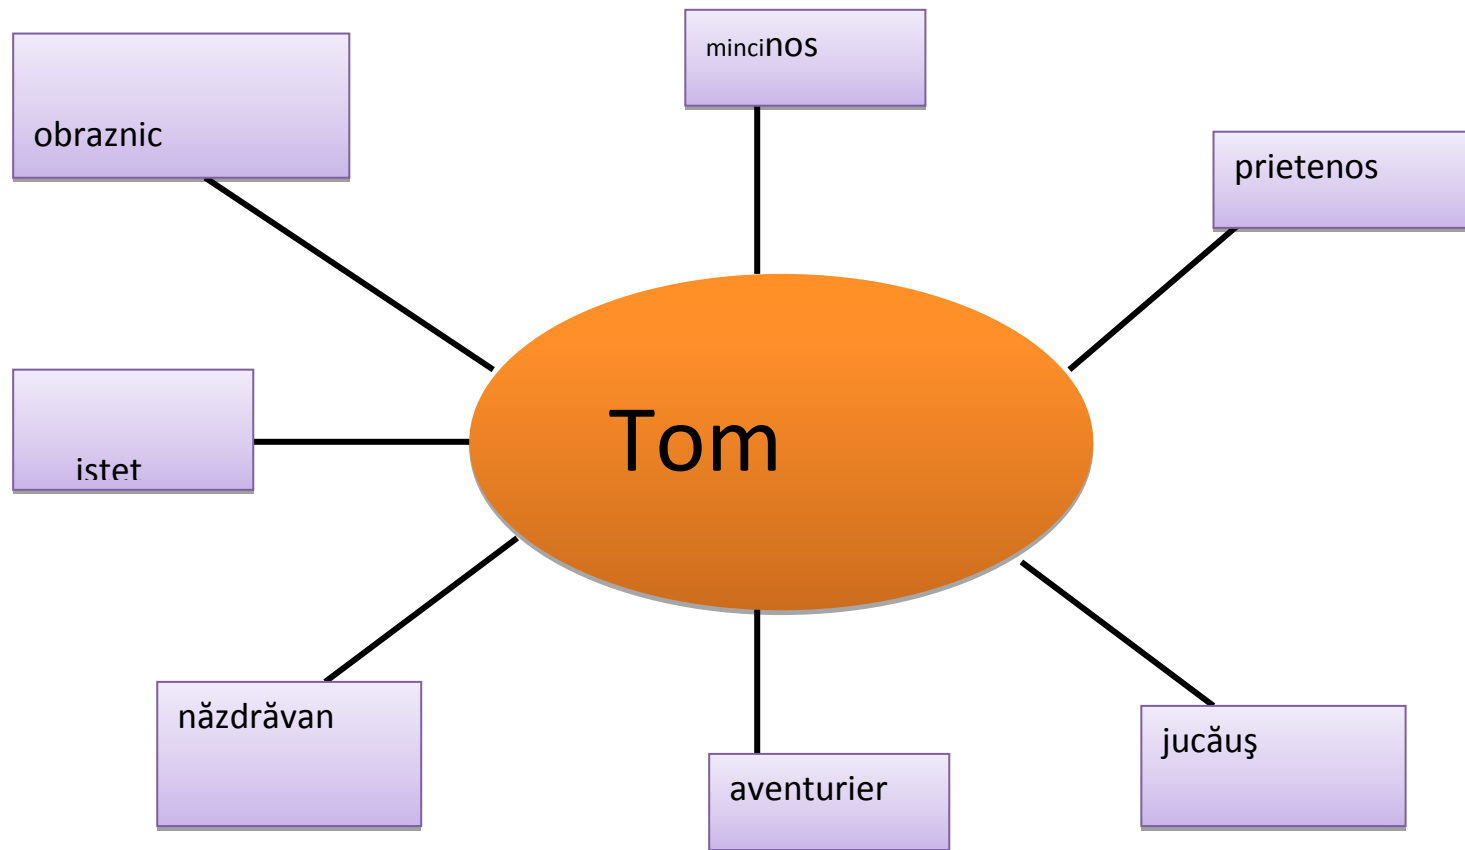 mincinos
obraznic
prietenos
Tom
istet
năzdrăvan
jucăuş
aventurier